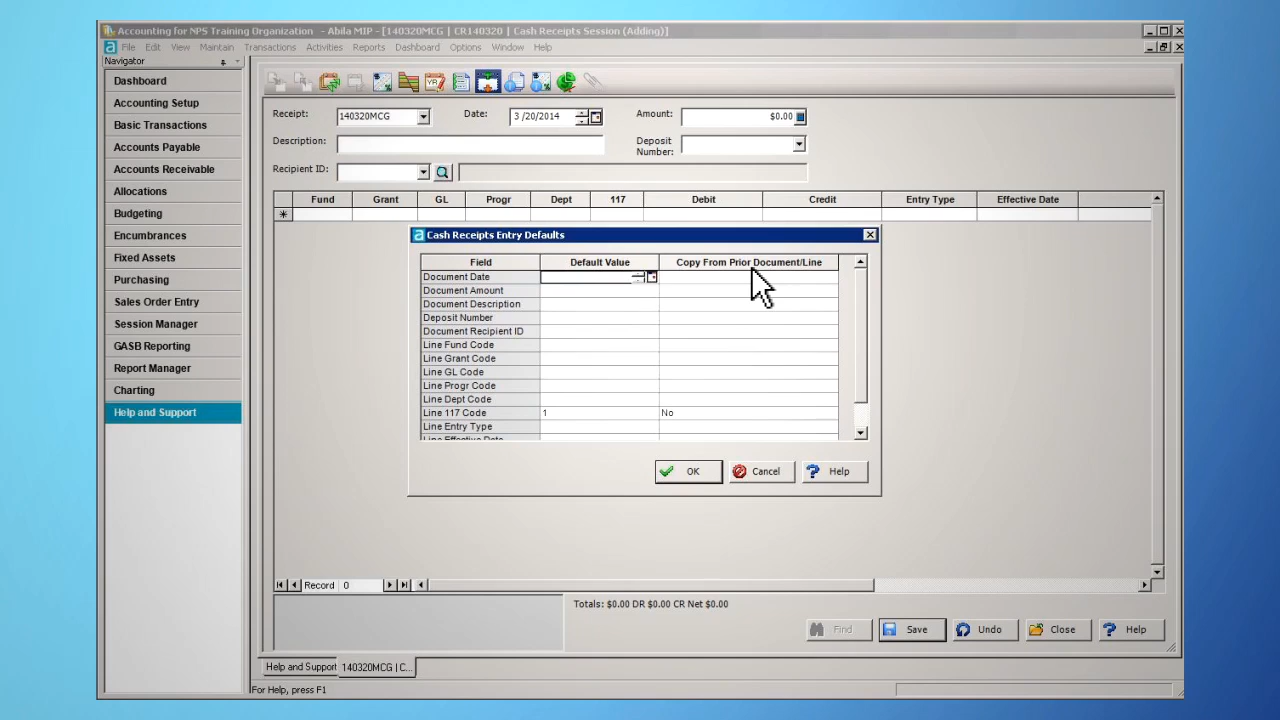 Accounting for NPS Training Organization - Abila MIP - [140320MCG | CR140320 | Cash Receipts Session (Adding)]
File Edit View Maintain Transactions Activities Reports Dashboard Options Window Help
Navigator
Dashboard
Accounting Setup
Basic Transactions
Accounts Payable
Accounts Receivable
Allocations
Budgeting
Encumbrances
Fixed Assets
Purchasing
Sales Order Entry
Session Manager
GASB Reporting
Report Manager
Charting
Help and Support
Receipt: 140320MCG Date: 3 /20/2014 Amount: $0.00
Description: Deposit Number:
Recipient ID:
Fund Grant GL Progr Dept 117 Debit Credit Entry Type Effective Date
Cash Receipts Entry Defaults
Field Default Value Copy From Prior Document/Line
Document Date
Document Amount
Document Description
Deposit Number
Document Recipient ID
Line Fund Code
Line Grant Code
Line GL Code
Line Progr Code
Line Dept Code
Line 117 Code 1 No
Line Entry Type
Line Effective Date
OK Cancel Help
Record 0
Totals: $0.00 DR $0.00 CR Net $0.00
Find Save Undo Close Help
Help and Support 140320MCG | C...
For Help, press F1